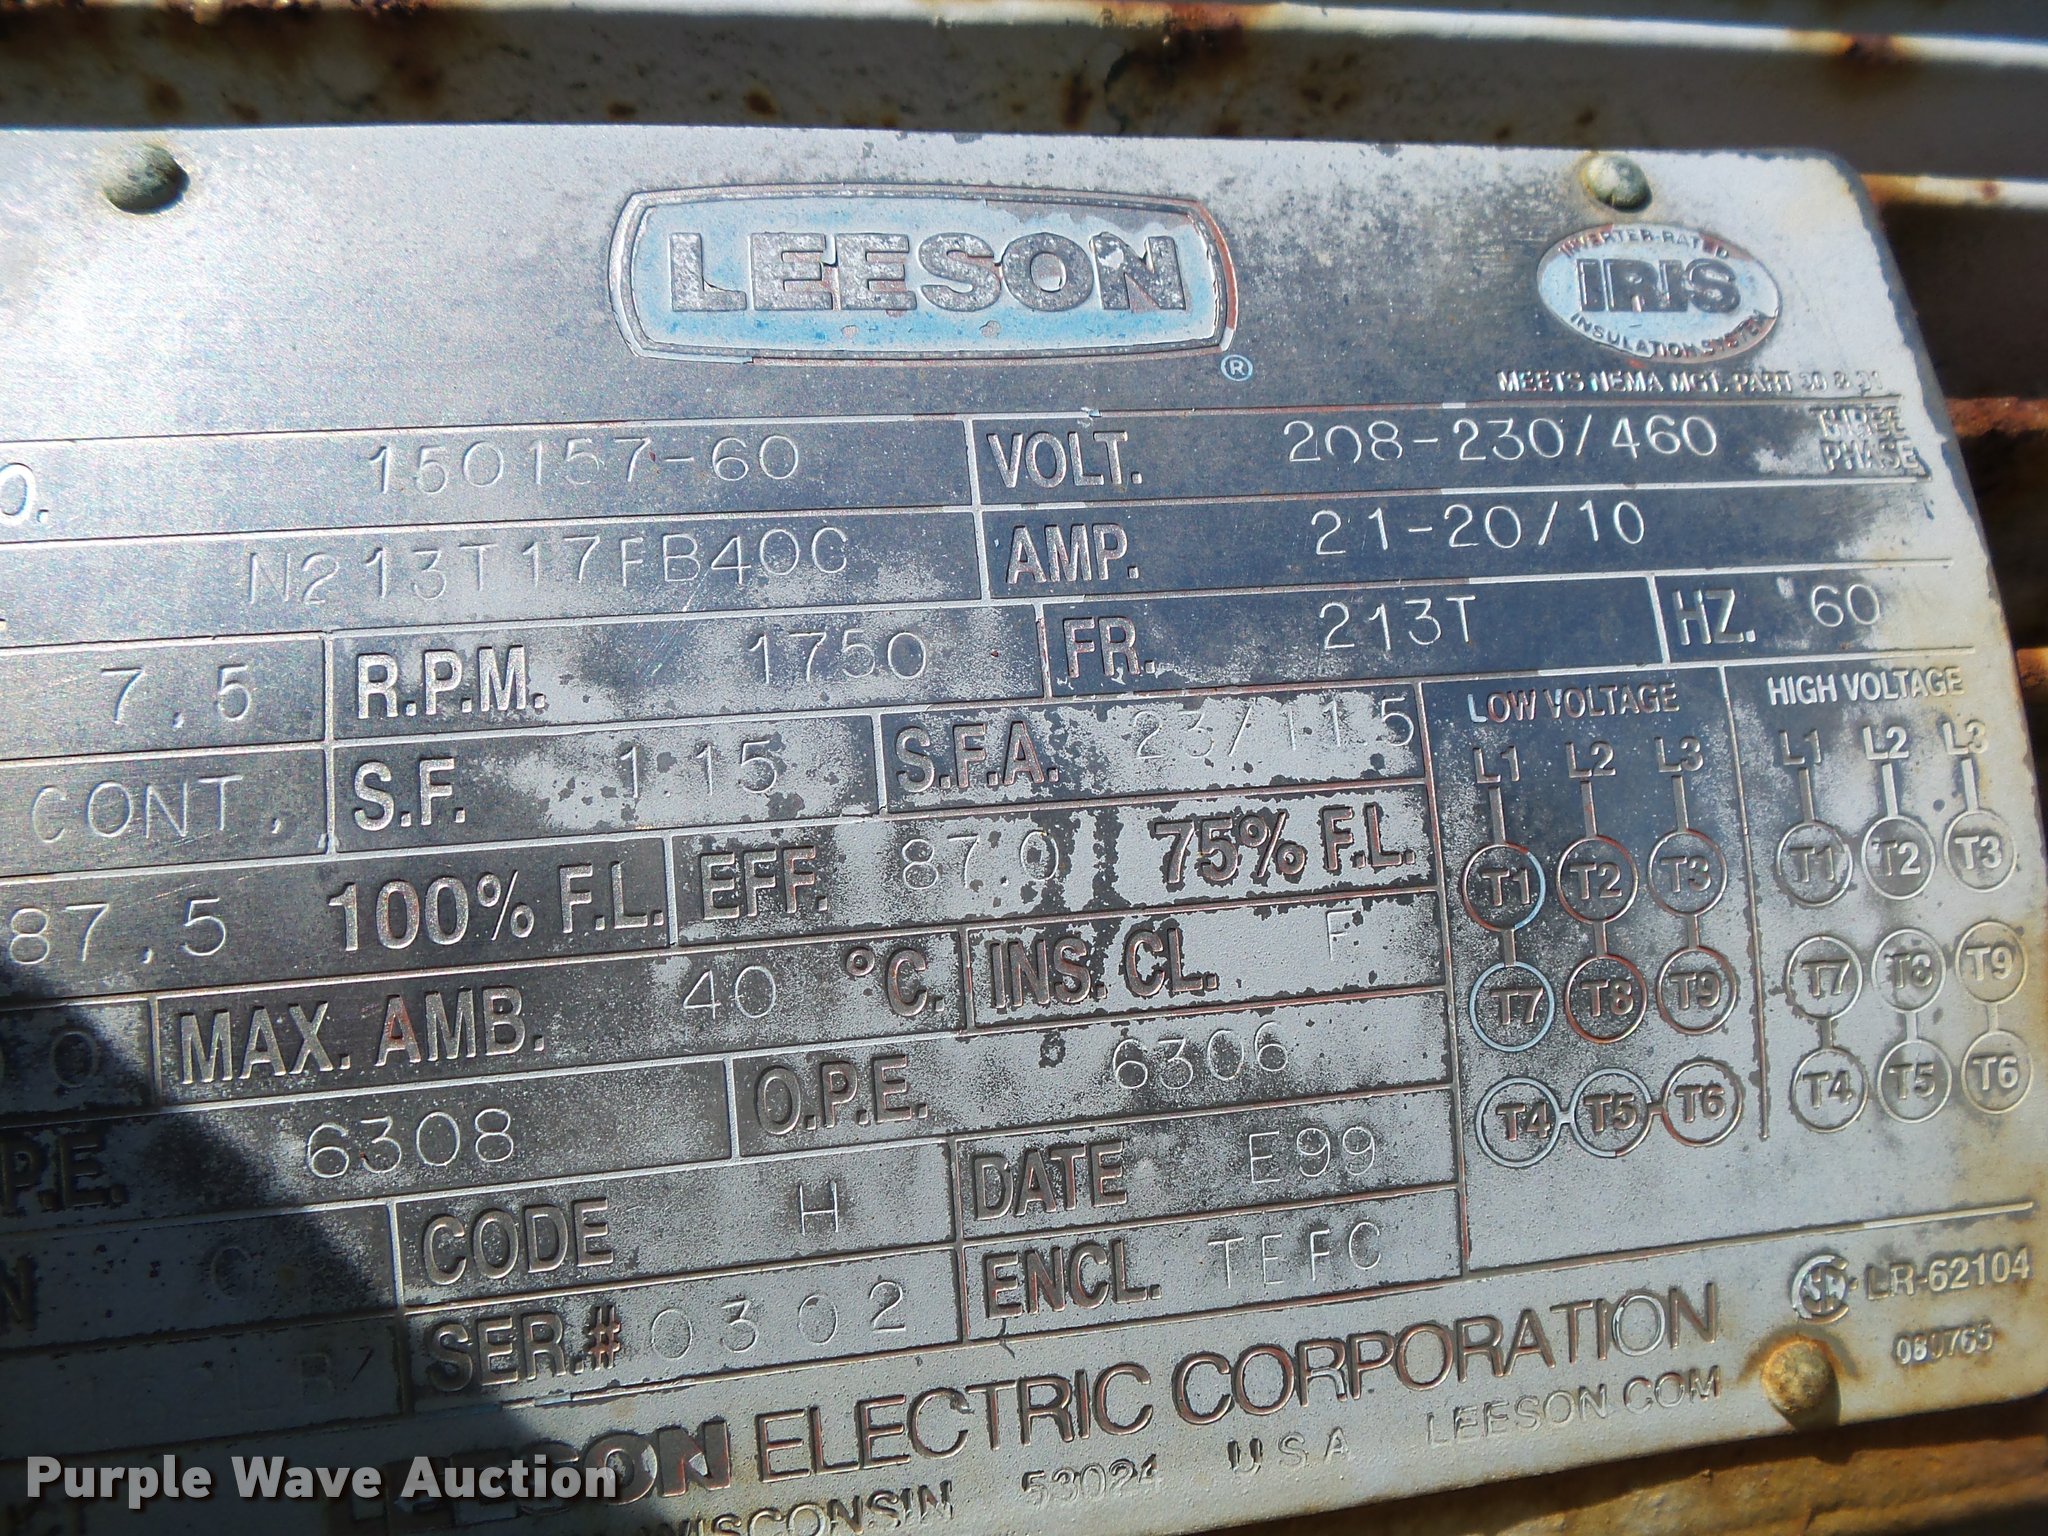 LEESON
®
INVERTER-RATED
IRIS
INSULATION SYSTEM
MEETS NEMA MG1. PART 30 & 31
O. 150157-60 VOLT. 208-230/460 THREE PHASE
N213T17FB40C AMP. 21-20/10
7.5 R.P.M. 1750 FR. 213T HZ. 60
CONT. S.F. 1.15 S.F.A. 23/11.5
87.5 100% F.L. EFF. 87.0 75% F.L.
MAX. AMB. 40 °C. INS. CL. F
P.E. 6308 O.P.E. 6306
CODE H DATE E99
SER.# 0302 ENCL. TEFC
LOW VOLTAGE HIGH VOLTAGE
L1 L2 L3 L1 L2 L3
T1 T2 T3 T1 T2 T3
T7 T8 T9 T7 T8 T9
T4 T5 T6 T4 T5 T6
LR-62104
080765
LEESON ELECTRIC CORPORATION
WISCONSIN 53024 USA LEESON.COM
Purple Wave Auction